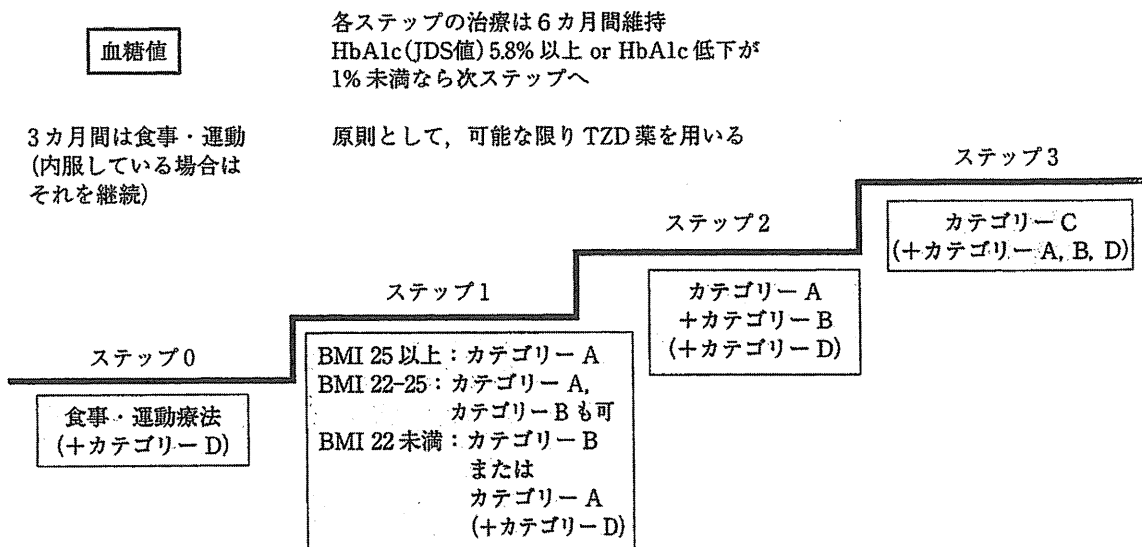 血糖値
各ステップの治療は6カ月間維持
HbA1c(JDS値)5.8%以上 or HbA1c 低下が
1%未満なら次ステップへ
3カ月間は食事・運動
(内服している場合は
それを継続)
原則として，可能な限り TZD 薬を用いる
ステップ0
食事・運動療法
(+カテゴリー D)
ステップ1
BMI 25 以上：カテゴリー A
BMI 22-25：カテゴリー A,
カテゴリー B も可
BMI 22 未満：カテゴリー B
または
カテゴリー A
(+カテゴリー D)
ステップ2
カテゴリー A
+カテゴリー B
(+カテゴリー D)
ステップ3
カテゴリー C
(+カテゴリー A, B, D)